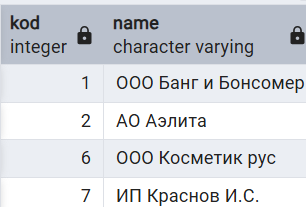 kod name
integer character varying
1 ООО Банг и Бонсомер
2 АО Аэлита
6 ООО Косметик рус
7 ИП Краснов И.С.